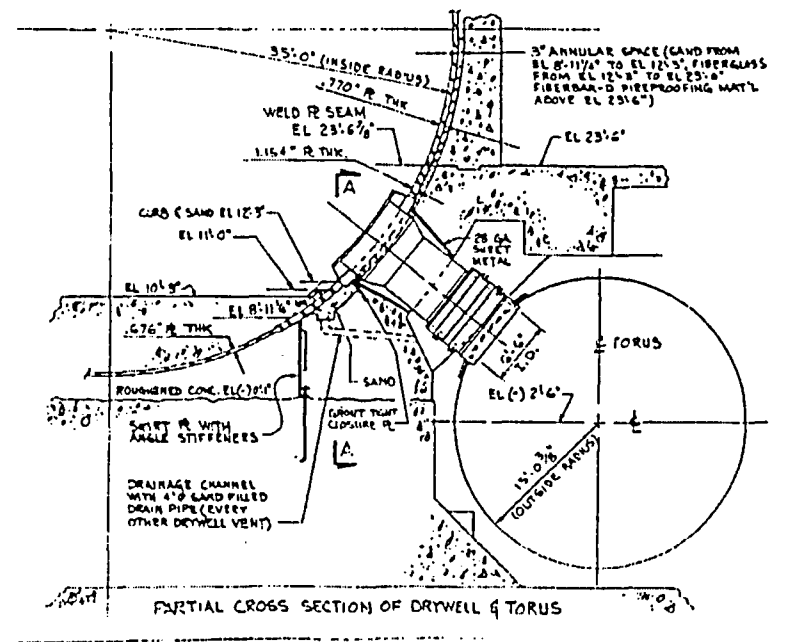 35'-0" (INSIDE RADIUS)
.770" PL THK
WELD PL SEAM
EL 23'-6 7/8"
1.154" PL THK.
3" ANNULAR SPACE (SAND FROM
EL 8'-11 1/4" TO EL 12'-3", FIBERGLASS
FROM EL 12'-3" TO EL 23'-6"
FIBERBAR-D FIREPROOFING MAT'L
ABOVE EL 23'6")
EL 23'-6"
A
CURB & SAND EL 12'-3"
EL 11'-0"
28 GA
SHEET
METAL
EL 10'-9"
EL 8'-11 1/4"
.676" PL THK
TORUS
SAND
I.D.
EL (-) 2'-6"
ROUGHENED CONC. EL (-) 0'-1"
SKIRT PL WITH
ANGLE STIFFENERS
GROUT TIGHT
CLOSURE PL
A
15'-0 3/8"
(OUTSIDE RADIUS)
DRAINAGE CHANNEL
WITH 4"ø SAND FILLED
DRAIN PIPE (EVERY
OTHER DRYWELL VENT)
PARTIAL CROSS SECTION OF DRYWELL & TORUS